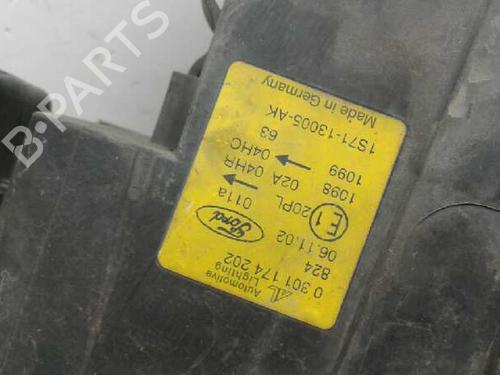 Automotive
Lighting
0 301 174 202
824
06.11.02
Ford
E1
20PL
011a
1098 02A 04HR
1099 04HC
63
1S71-13005-AK
Made in Germany
B-PARTS